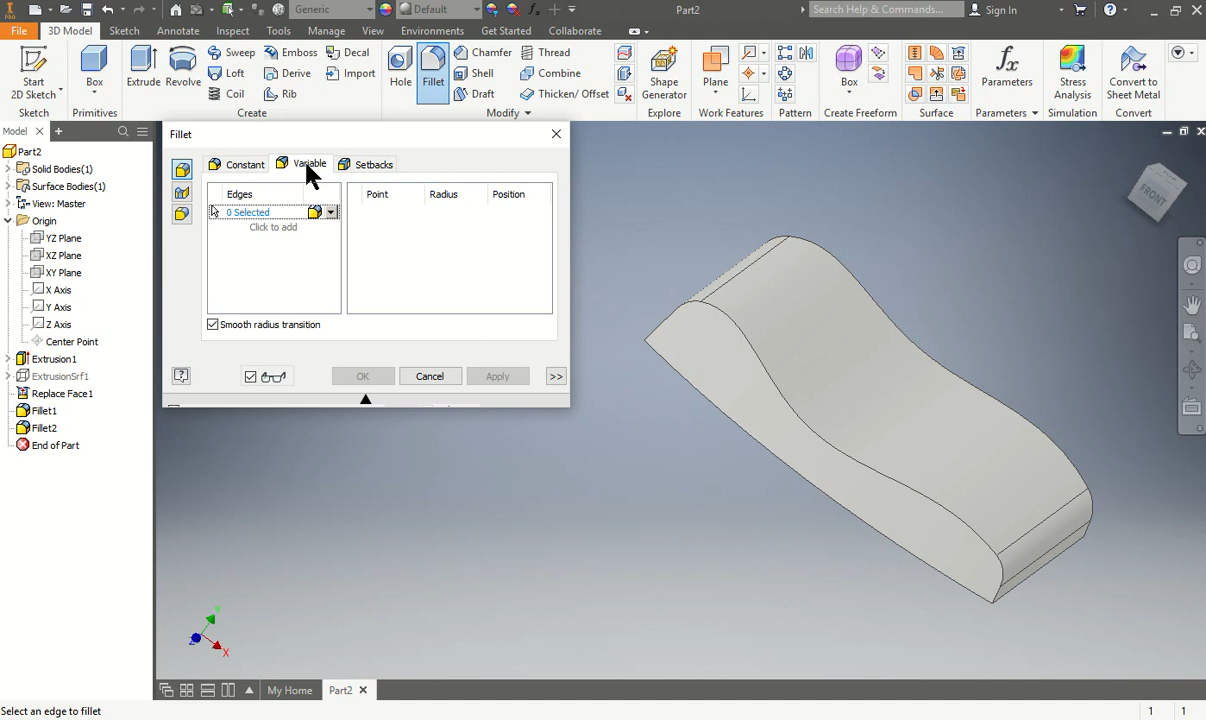 PRO
Generic
Default
Part2
Search Help & Commands...
Sign In
File
3D Model
Sketch
Annotate
Inspect
Tools
Manage
View
Environments
Get Started
Collaborate
Start
2D Sketch
Sketch
Box
Primitives
Extrude
Revolve
Sweep
Loft
Coil
Emboss
Derive
Rib
Decal
Import
Create
Hole
Fillet
Chamfer
Shell
Draft
Thread
Combine
Thicken/ Offset
Modify
Shape
Generator
Explore
Plane
Work Features
Pattern
Box
Create Freeform
Surface
Parameters
Parameters
Stress
Analysis
Simulation
Convert to
Sheet Metal
Convert
Model
Part2
Solid Bodies(1)
Surface Bodies(1)
View: Master
Origin
YZ Plane
XZ Plane
XY Plane
X Axis
Y Axis
Z Axis
Center Point
Extrusion1
ExtrusionSrf1
Replace Face1
Fillet1
Fillet2
End of Part
Fillet
Constant
Variable
Setbacks
Edges
0 Selected
Click to add
Point
Radius
Position
Smooth radius transition
OK
Cancel
Apply
>>
FRONT
Y
Z
X
My Home
Part2
Select an edge to fillet
1
1